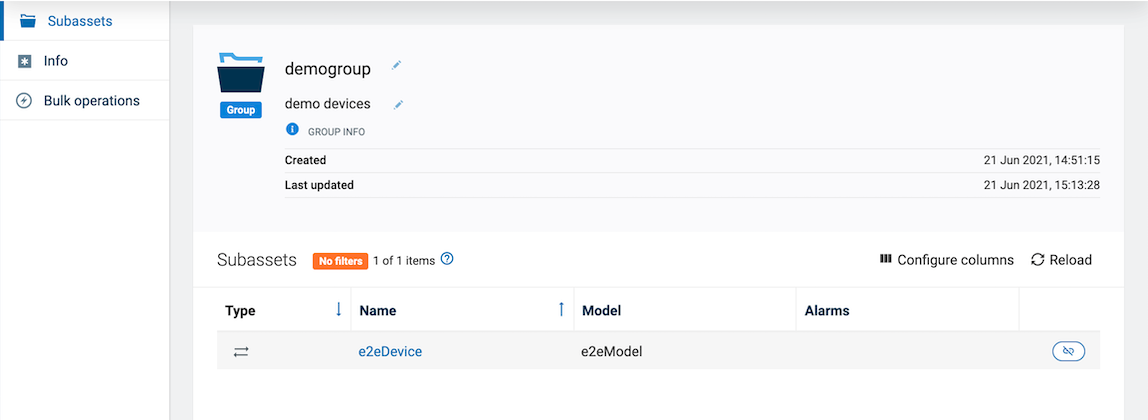 Subassets
Info
Bulk operations
demogroup
Group
demo devices
GROUP INFO
Created 21 Jun 2021, 14:51:15
Last updated 21 Jun 2021, 15:13:28
Subassets No filters 1 of 1 items Configure columns Reload
Type Name Model Alarms
e2eDevice e2eModel